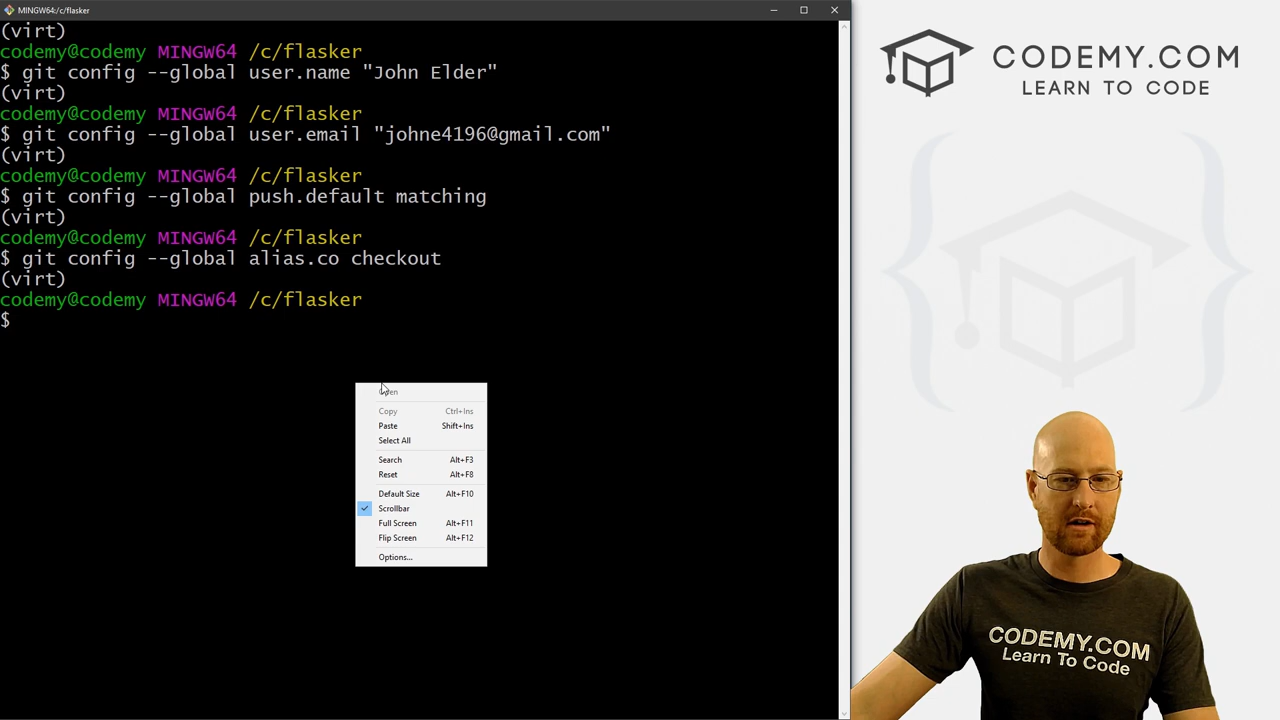 MINGW64:/c/flasker
(virt)
codemy@codemy MINGW64 /c/flasker
$ git config --global user.name "John Elder"
(virt)
codemy@codemy MINGW64 /c/flasker
$ git config --global user.email "johne4196@gmail.com"
(virt)
codemy@codemy MINGW64 /c/flasker
$ git config --global push.default matching
(virt)
codemy@codemy MINGW64 /c/flasker
$ git config --global alias.co checkout
(virt)
codemy@codemy MINGW64 /c/flasker
$
Open
Copy Ctrl+Ins
Paste Shift+Ins
Select All
Search Alt+F3
Reset Alt+F8
Default Size Alt+F10
Scrollbar
Full Screen Alt+F11
Flip Screen Alt+F12
Options...
CODEMY.COM
LEARN TO CODE
CODEMY.COM
Learn To Code